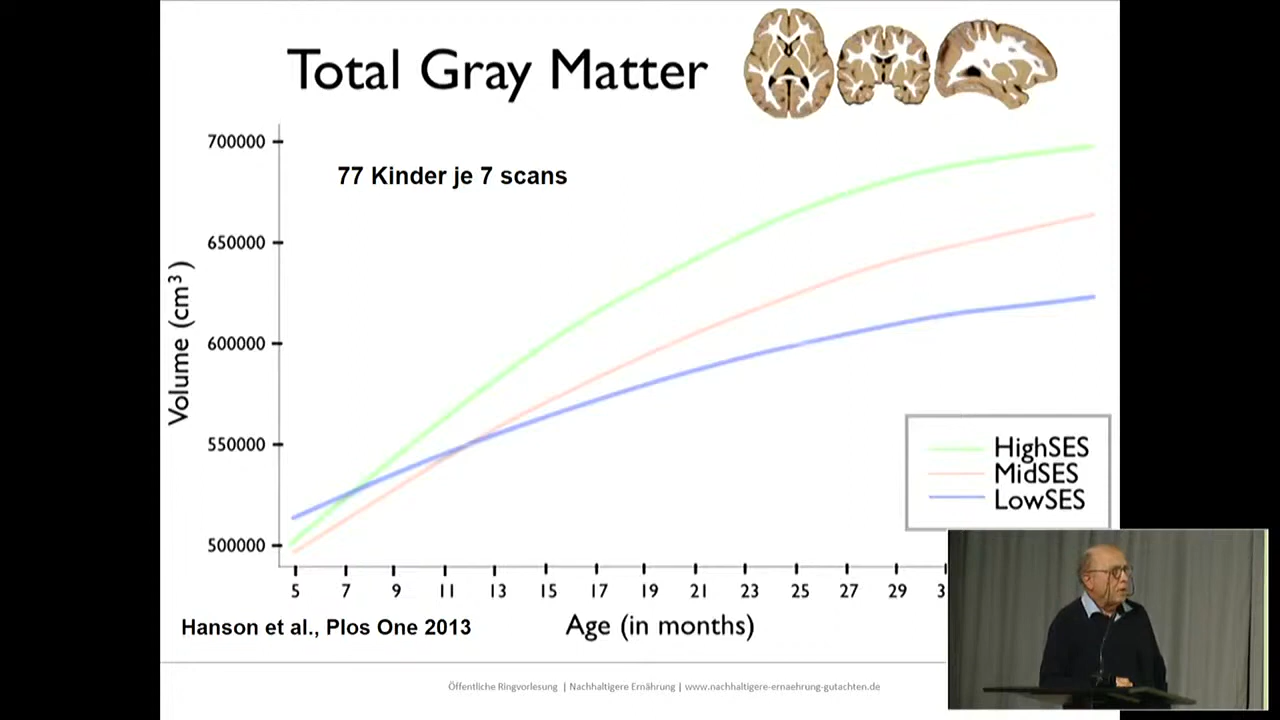 Total Gray Matter
77 Kinder je 7 scans
700000
650000
600000
550000
500000
Volume (cm³)
HighSES
MidSES
LowSES
5 7 9 11 13 15 17 19 21 23 25 27 29 3
Age (in months)
Hanson et al., Plos One 2013
Öffentliche Ringvorlesung | Nachhaltigere Ernährung | www.nachhaltigere-ernaehrung-gutachten.de